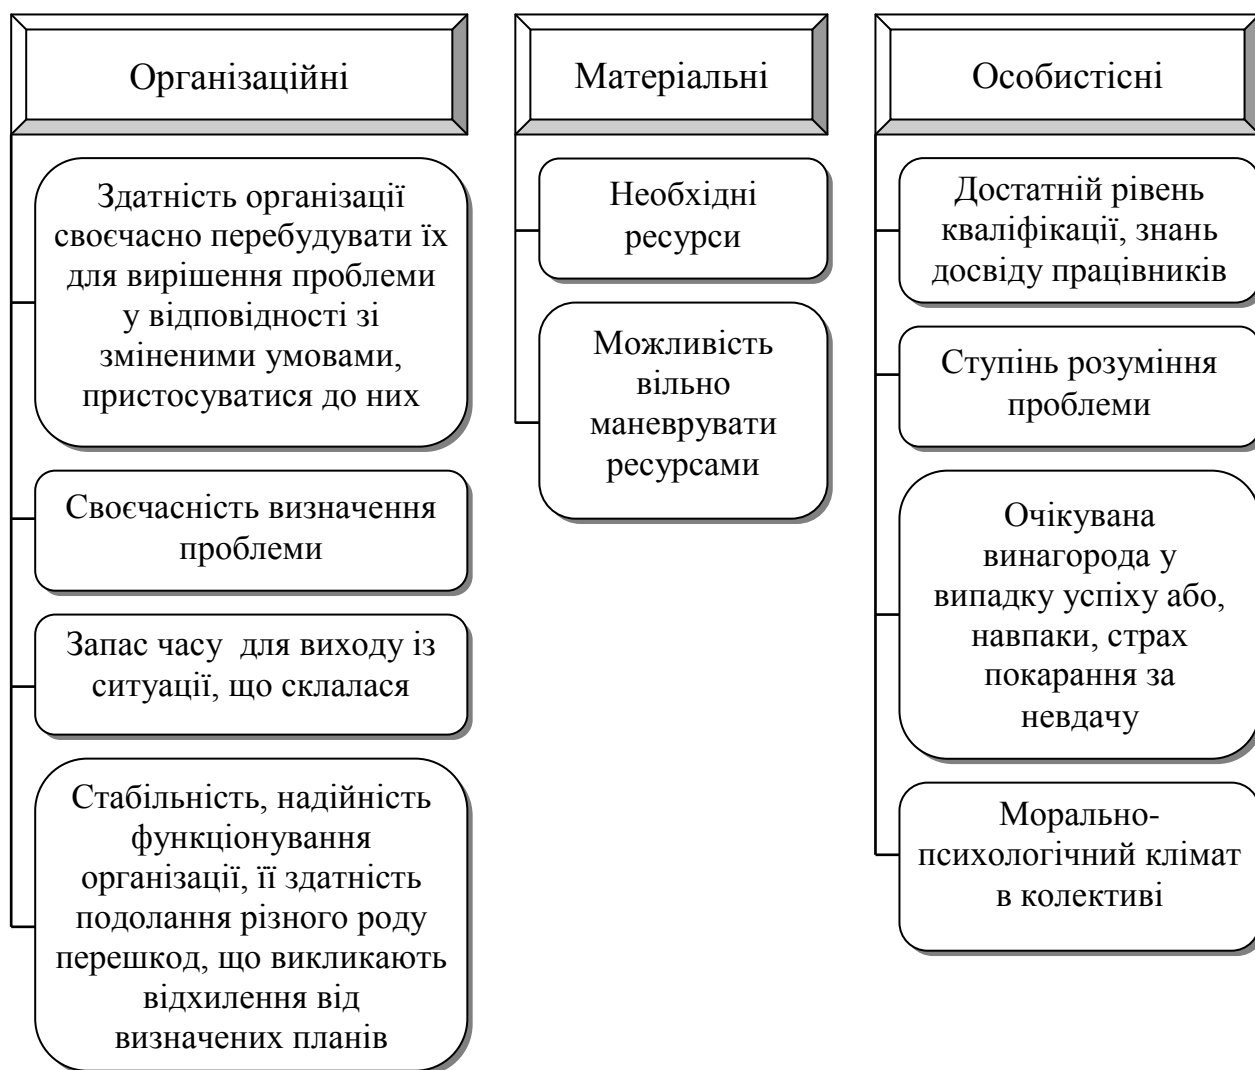 Організаційні
Здатність організації
своєчасно перебудувати їх
для вирішення проблеми
у відповідності зі
зміненими умовами,
пристосуватися до них
Своєчасність визначення
проблеми
Запас часу для виходу із
ситуації, що склалася
Стабільність, надійність
функціонування
організації, її здатність
подолання різного роду
перешкод, що викликають
відхилення від
визначених планів
Матеріальні
Необхідні
ресурси
Можливість
вільно
маневрувати
ресурсами
Особистісні
Достатній рівень
кваліфікації, знань
досвіду працівників
Ступінь розуміння
проблеми
Очікувана
винагорода у
випадку успіху або,
навпаки, страх
покарання за
невдачу
Морально-
психологічний клімат
в колективі